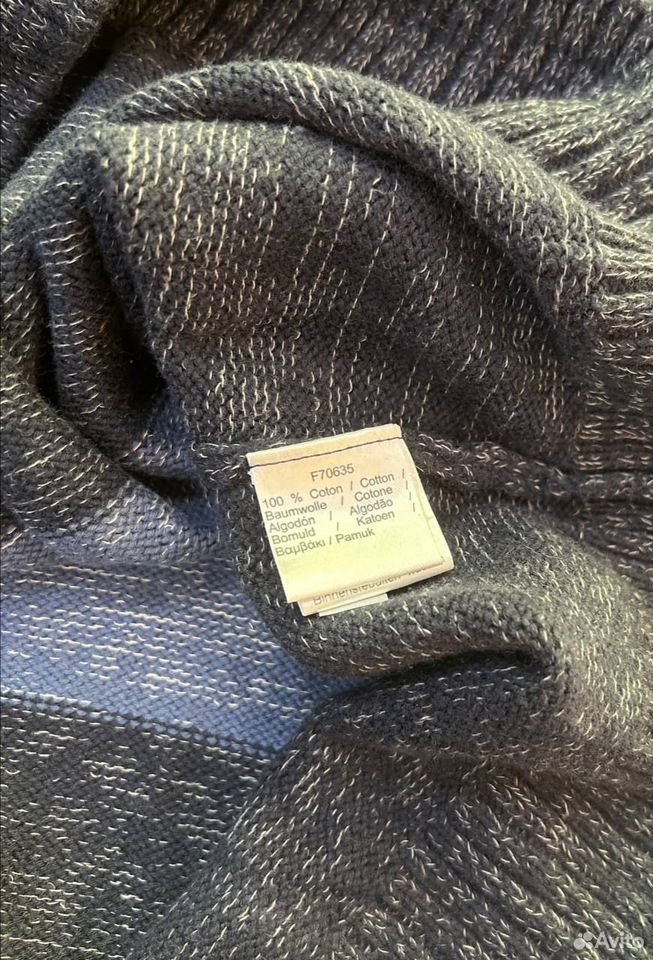 F70635
100 % Coton / Cotton /
Baumwolle / Cotone /
Algodón / Algodão /
Bomuld / Katoen /
Βαμβάκι / Pamuk
Avito